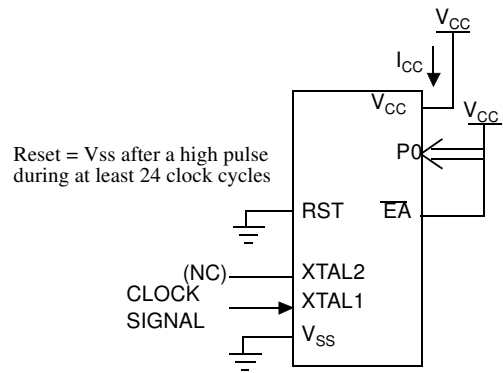 VCC
ICC
VCC
VCC
P0
Reset = Vss after a high pulse
during at least 24 clock cycles
RST
EA
(NC)
XTAL2
CLOCK
SIGNAL
XTAL1
VSS